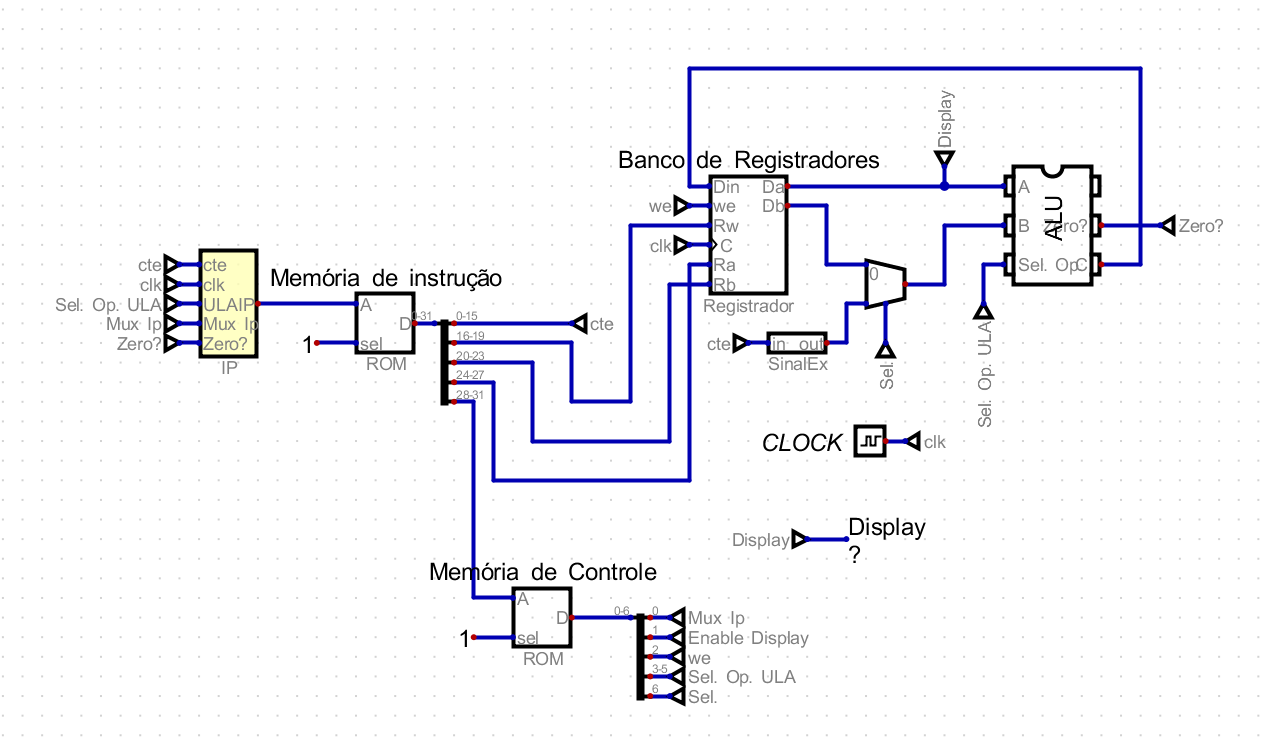 Display
Banco de Registradores
Din
Da
we
we
Db
Rw
clk
C
Ra
Rb
Registrador
A
B
Zero?
Sel. Op.
C
ALU
Zero?
0
cte
in out
SinalEx
Sel.
Sel. Op. ULA
cte
cte
clk
clk
Sel. Op. ULA
ULAIP
Mux Ip
Mux Ip
Zero?
Zero?
IP
Memória de instrução
A
D
sel
1
ROM
0-31
0-15
cte
16-19
20-23
24-27
28-31
CLOCK
clk
Display
Display
?
Memória de Controle
A
D
1
sel
ROM
0-6
0
Mux Ip
1
Enable Display
2
we
3-5
Sel. Op. ULA
6
Sel.